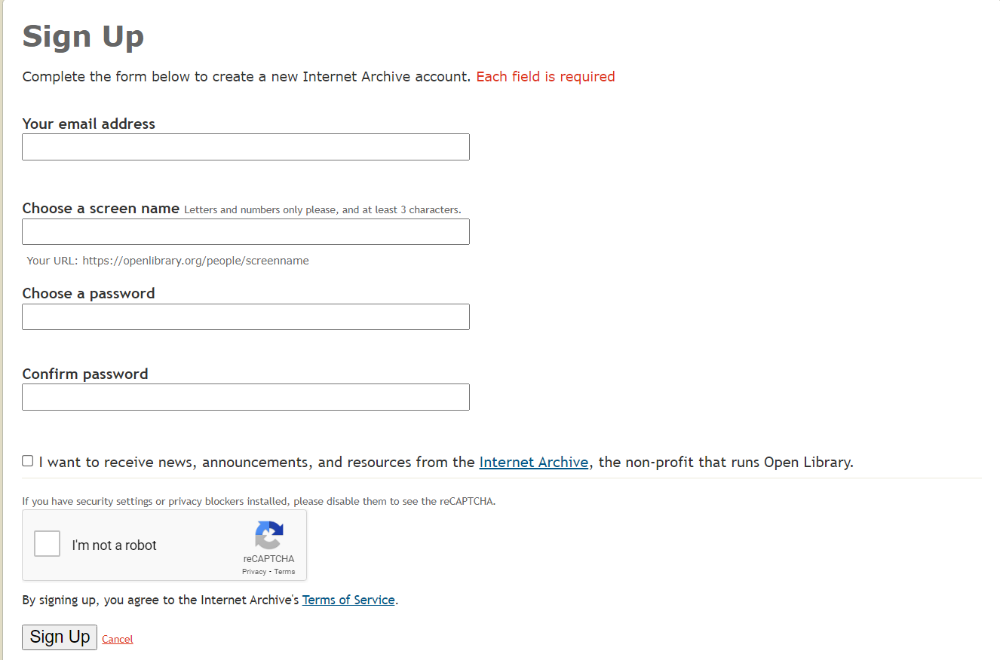 Sign Up
Complete the form below to create a new Internet Archive account. Each field is required
Your email address
Choose a screen name Letters and numbers only please, and at least 3 characters.
Your URL: https://openlibrary.org/people/screenname
Choose a password
Confirm password
I want to receive news, announcements, and resources from the Internet Archive, the non-profit that runs Open Library.
If you have security settings or privacy blockers installed, please disable them to see the reCAPTCHA.
I'm not a robot
reCAPTCHA
Privacy - Terms
By signing up, you agree to the Internet Archive's Terms of Service.
Sign Up Cancel